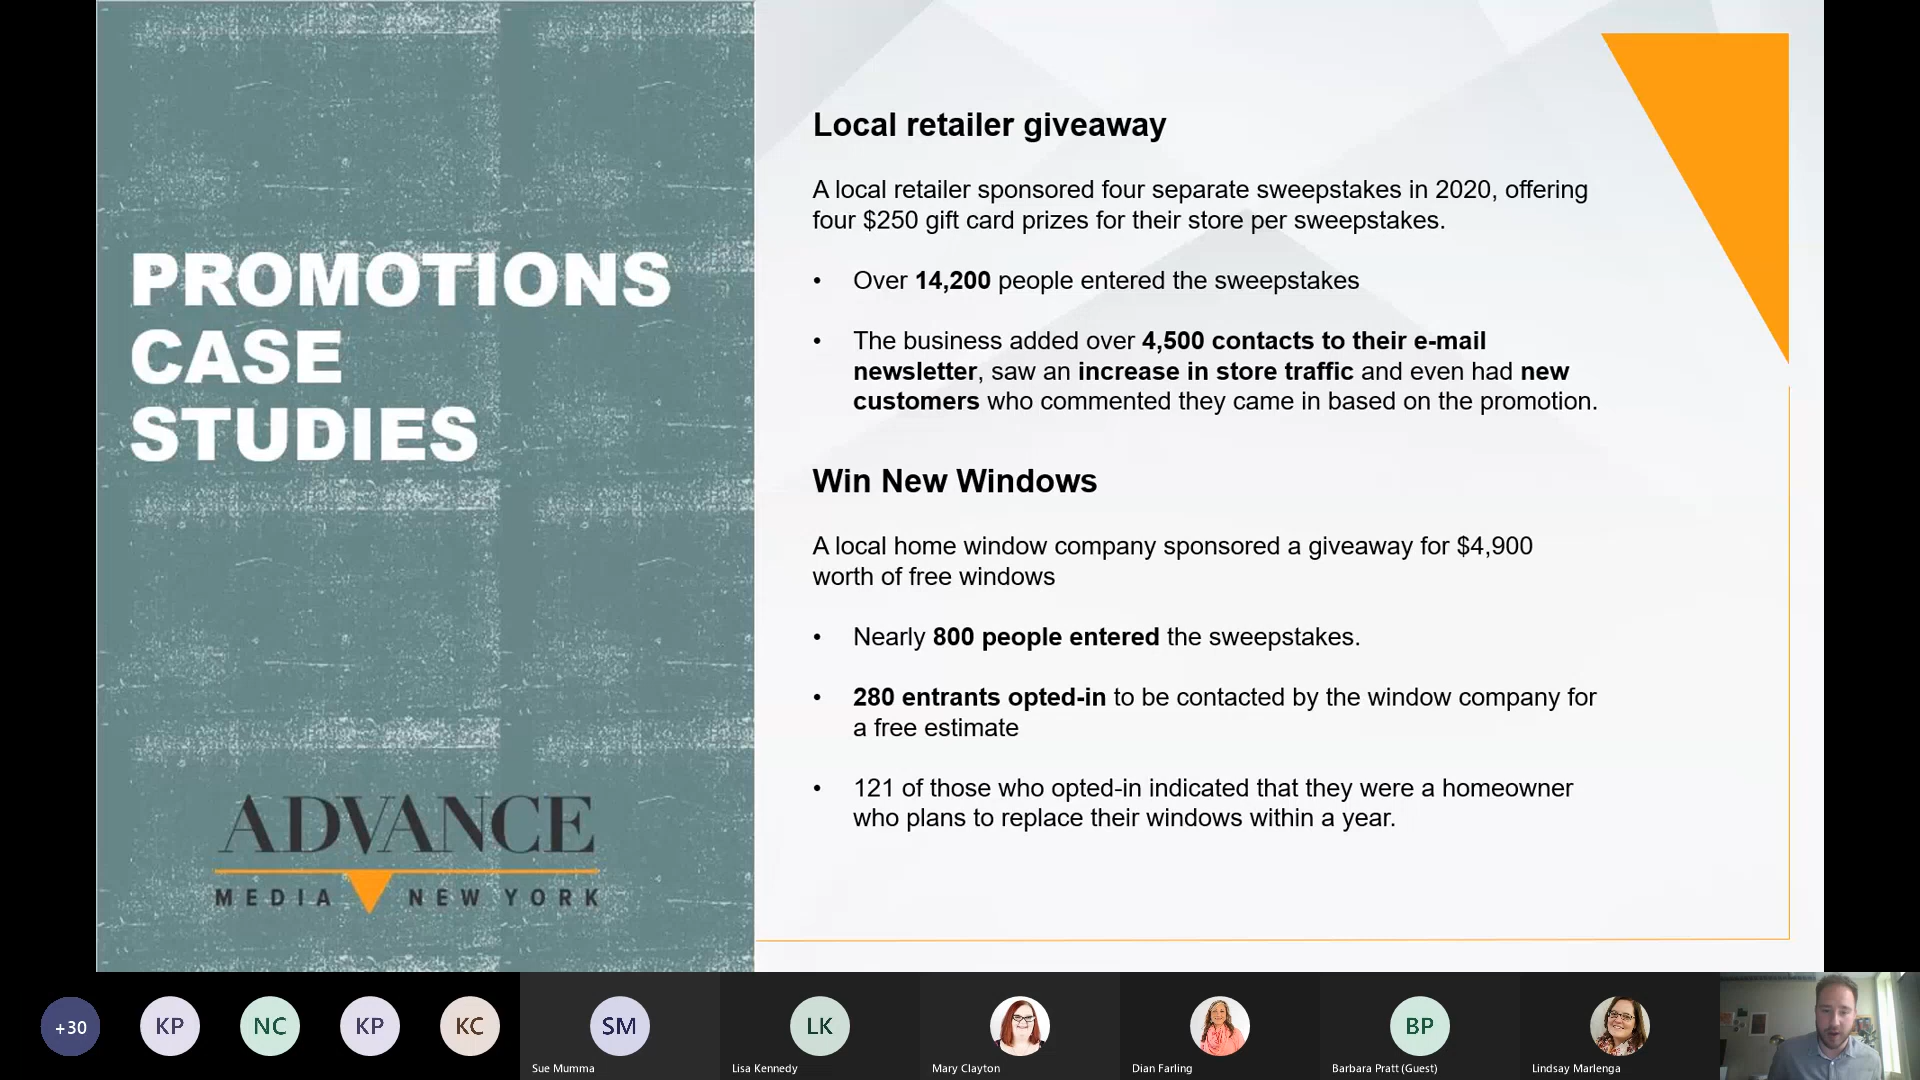 PROMOTIONS
CASE
STUDIES
ADVANCE
MEDIA NEW YORK
Local retailer giveaway
A local retailer sponsored four separate sweepstakes in 2020, offering
four $250 gift card prizes for their store per sweepstakes.
• Over 14,200 people entered the sweepstakes
• The business added over 4,500 contacts to their e-mail
newsletter, saw an increase in store traffic and even had new
customers who commented they came in based on the promotion.
Win New Windows
A local home window company sponsored a giveaway for $4,900
worth of free windows
• Nearly 800 people entered the sweepstakes.
• 280 entrants opted-in to be contacted by the window company for
a free estimate
• 121 of those who opted-in indicated that they were a homeowner
who plans to replace their windows within a year.
+30
KP
NC
KP
KC
SM
Sue Mumma
LK
Lisa Kennedy
Mary Clayton
Dian Farling
BP
Barbara Pratt (Guest)
Lindsay Marlenga